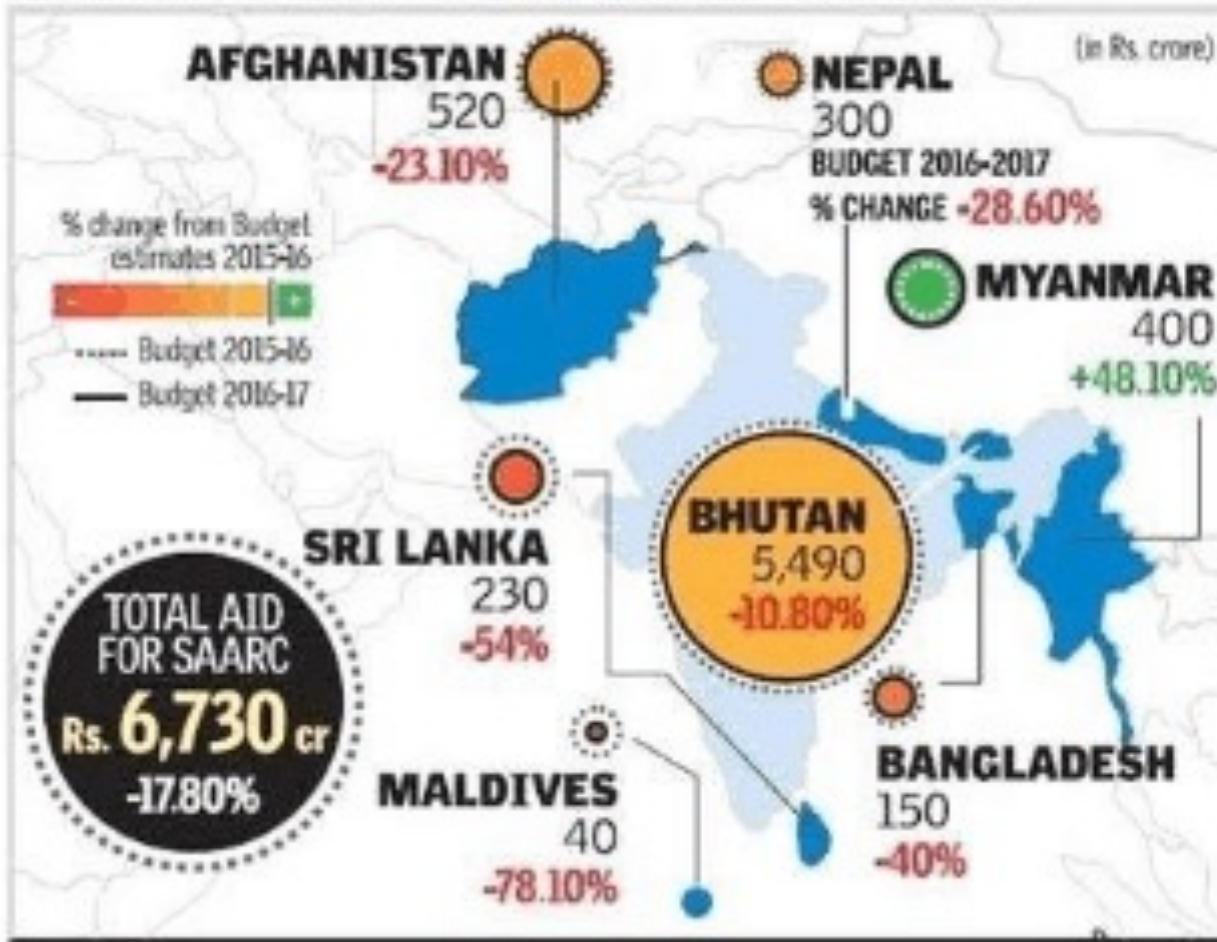 (in Rs. crore)
AFGHANISTAN
520
-23.10%
NEPAL
300
BUDGET 2016-2017
% CHANGE -28.60%
% change from Budget
estimates 2015-16
-
+
Budget 2015-16
Budget 2016-17
MYANMAR
400
+48.10%
SRI LANKA
230
-54%
BHUTAN
5,490
-10.80%
TOTAL AID
FOR SAARC
Rs. 6,730 cr
-17.80%
MALDIVES
40
-78.10%
BANGLADESH
150
-40%